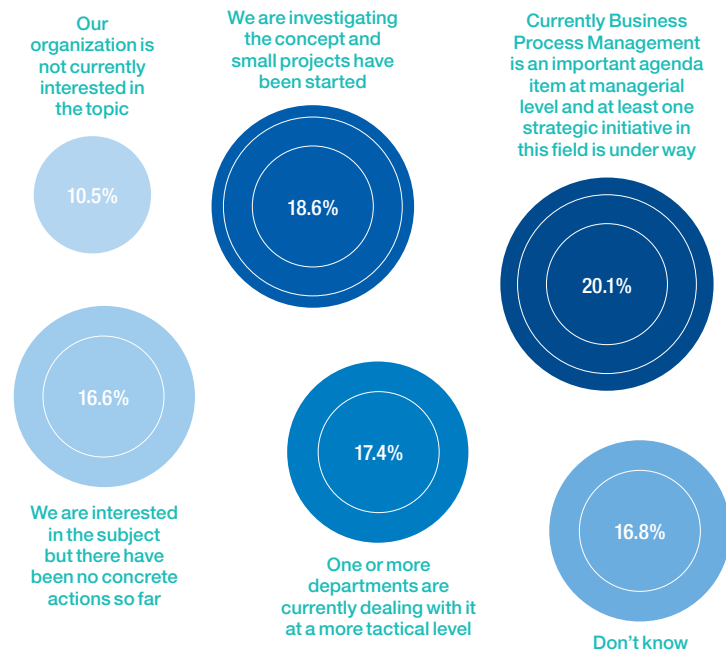 Our
organization is
not currently
interested in
the topic
10.5%
We are investigating
the concept and
small projects have
been started
18.6%
Currently Business
Process Management
is an important agenda
item at managerial
level and at least one
strategic initiative in
this field is under way
20.1%
16.6%
We are interested
in the subject
but there have
been no concrete
actions so far
17.4%
One or more
departments are
currently dealing with it
at a more tactical level
16.8%
Don't know